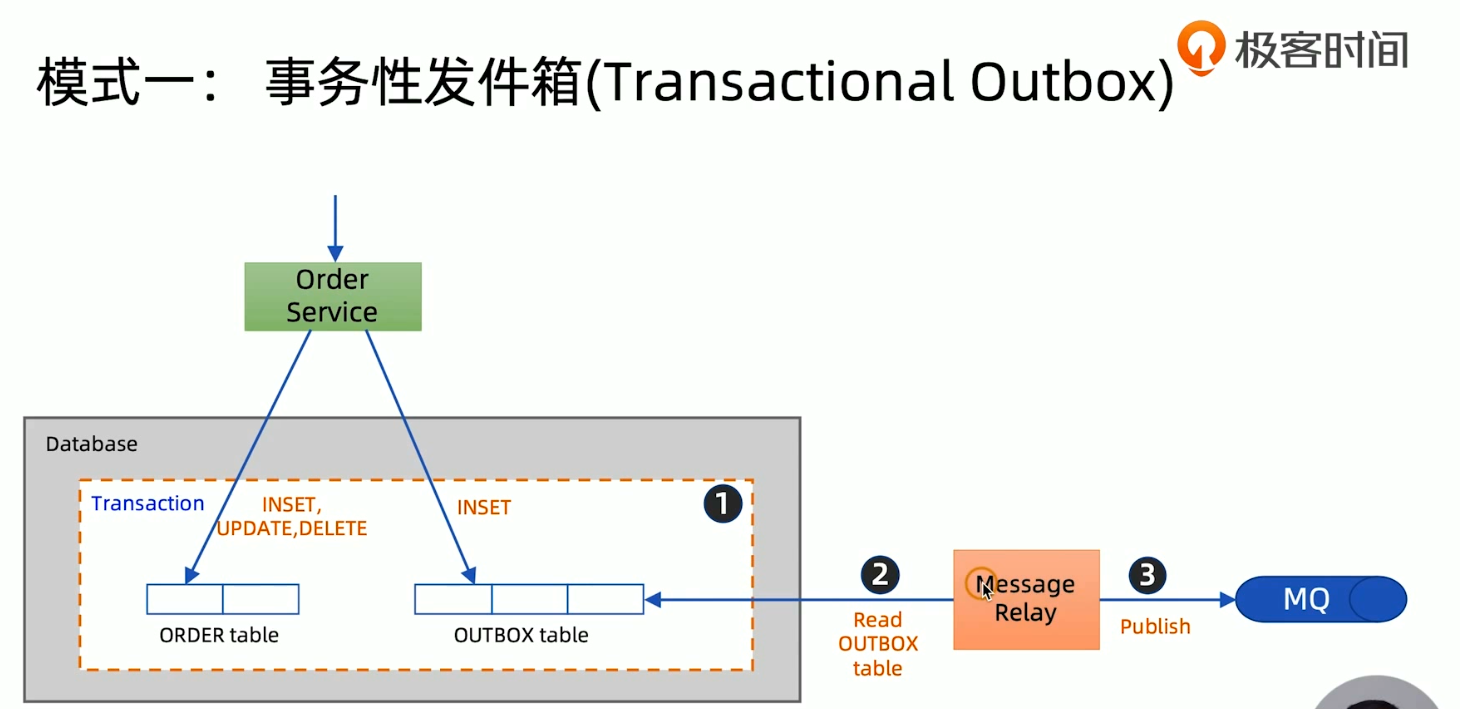 模式一： 事务性发件箱(Transactional Outbox)
极客时间
Order
Service
Database
Transaction
INSET,
UPDATE,DELETE
INSET
1
ORDER table
OUTBOX table
2
Read
OUTBOX
table
Message
Relay
3
Publish
MQ